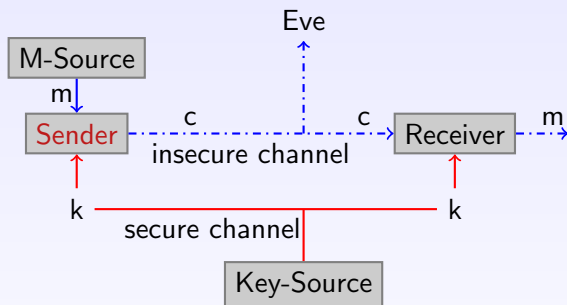 Eve
M-Source
m
Sender
c
c
Receiver
m
insecure channel
k
k
secure channel
Key-Source